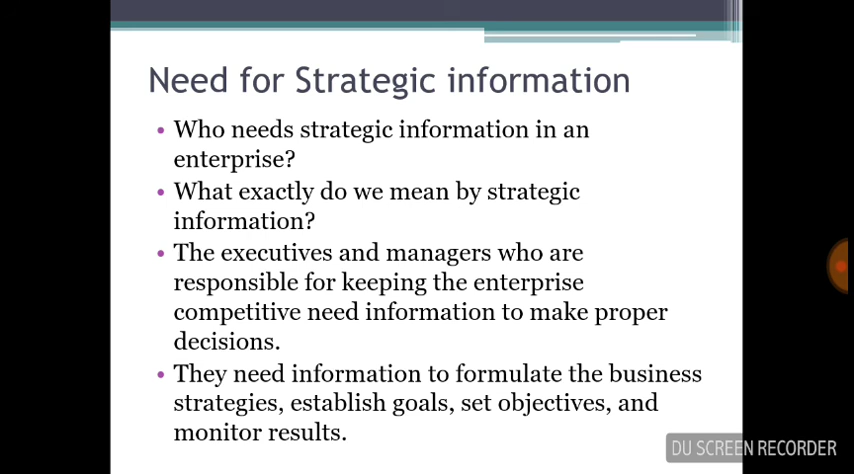 Need for Strategic information
• Who needs strategic information in an
enterprise?
• What exactly do we mean by strategic
information?
• The executives and managers who are
responsible for keeping the enterprise
competitive need information to make proper
decisions.
• They need information to formulate the business
strategies, establish goals, set objectives, and
monitor results.
DU SCREEN RECORDER